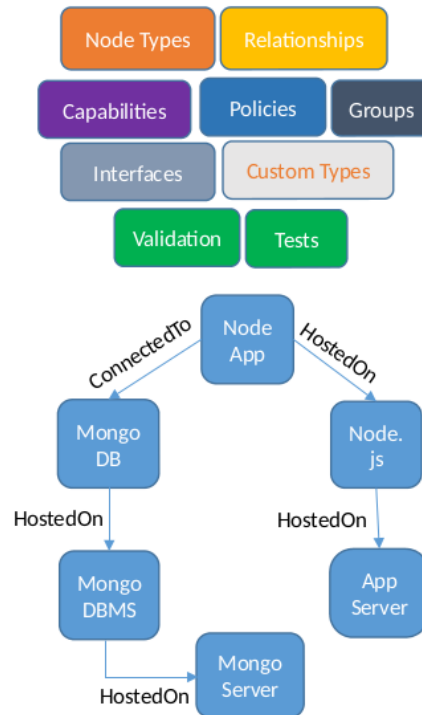 Node Types
Relationships
Capabilities
Policies
Groups
Interfaces
Custom Types
Validation
Tests
Node
App
ConnectedTo
HostedOn
Mongo
DB
Node.
js
HostedOn
HostedOn
Mongo
DBMS
App
Server
HostedOn
Mongo
Server